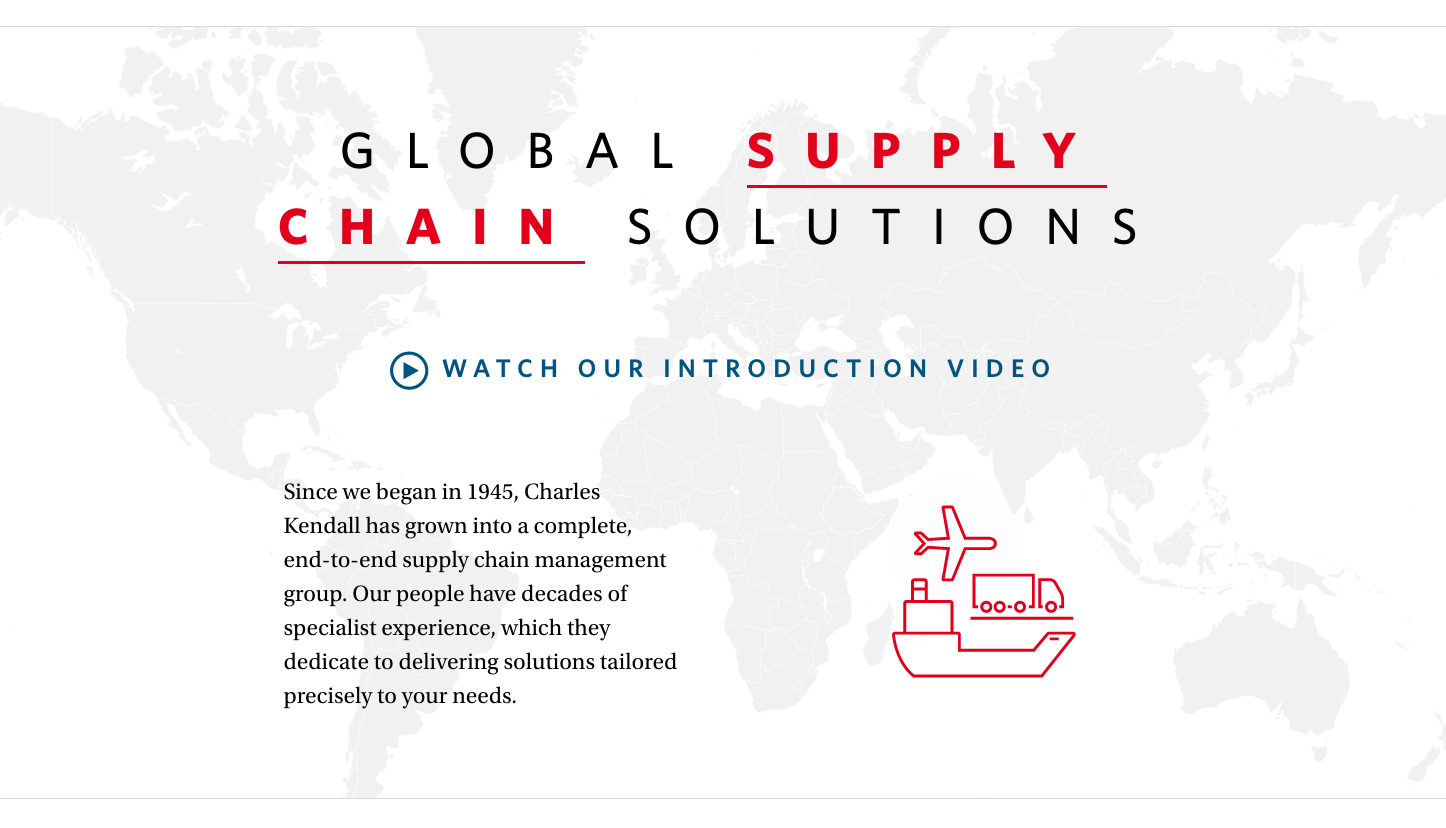 GLOBAL SUPPLY
CHAIN SOLUTIONS
WATCH OUR INTRODUCTION VIDEO
Since we began in 1945, Charles
Kendall has grown into a complete,
end-to-end supply chain management
group. Our people have decades of
specialist experience, which they
dedicate to delivering solutions tailored
precisely to your needs.